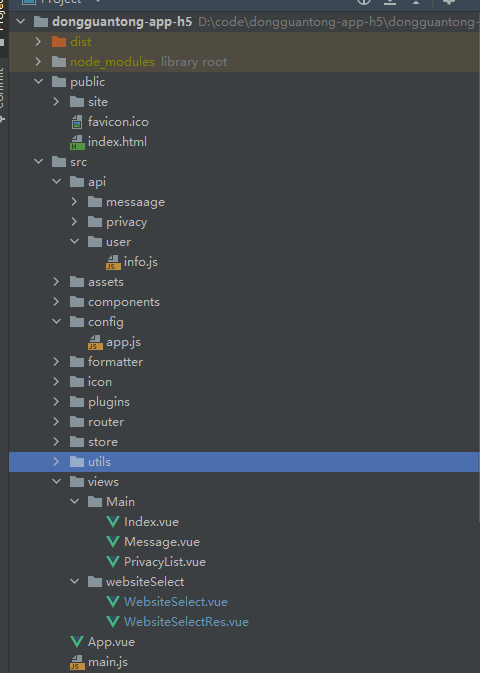 Project
dongguantong-app-h5 D:\code\dongguantong-app-h5\dongguantong-
dist
node_modules library root
public
site
favicon.ico
index.html
src
api
messaage
privacy
user
info.js
assets
components
config
app.js
formatter
icon
plugins
router
store
utils
views
Main
Index.vue
Message.vue
PrivacyList.vue
websiteSelect
WebsiteSelect.vue
WebsiteSelectRes.vue
App.vue
main.js